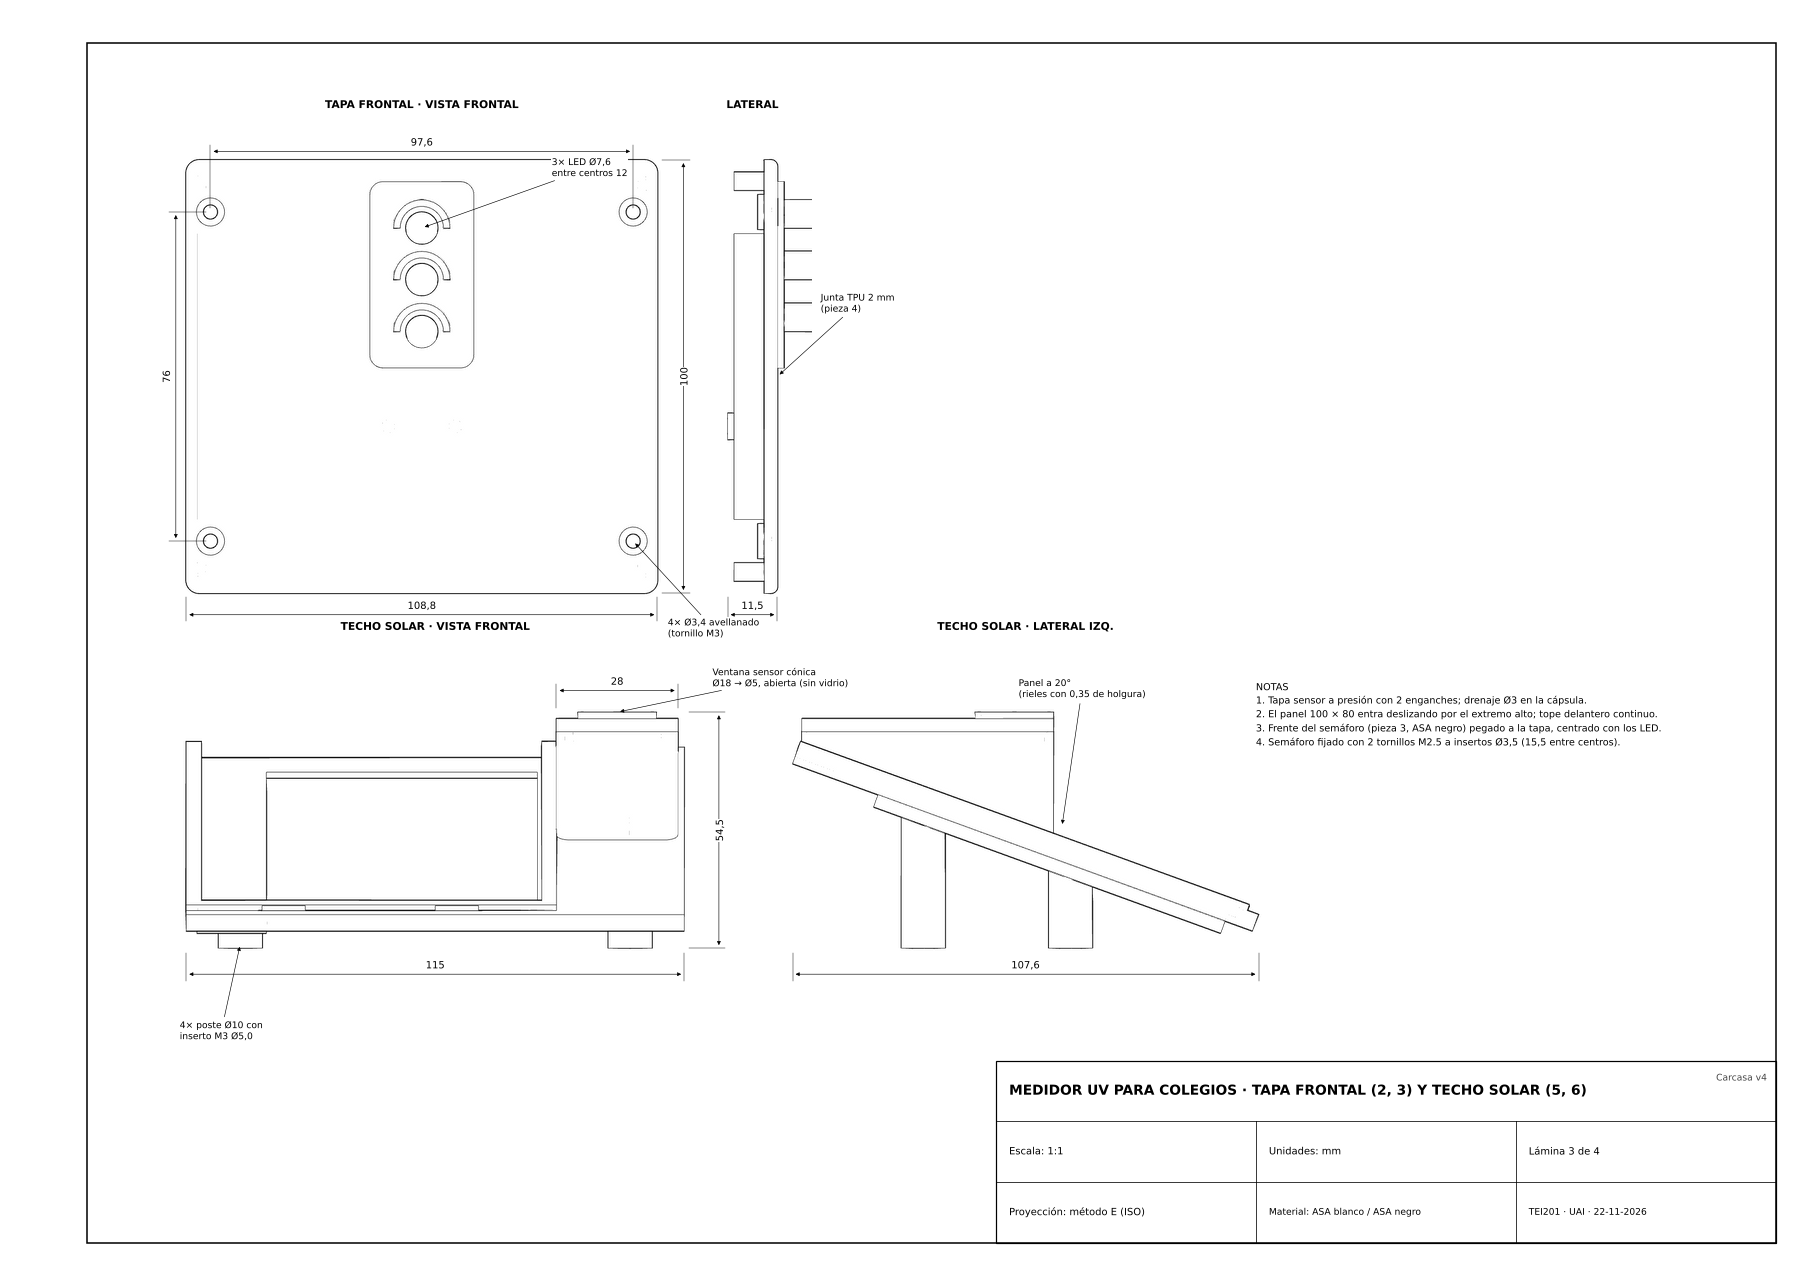 TAPA FRONTAL · VISTA FRONTAL
LATERAL
97,6
3× LED Ø7,6
entre centros 12
76
100
Junta TPU 2 mm
(pieza 4)
108,8
11,5
4× Ø3,4 avellanado
(tornillo M3)
TECHO SOLAR · VISTA FRONTAL
TECHO SOLAR · LATERAL IZQ.
28
Ventana sensor cónica
Ø18 → Ø5, abierta (sin vidrio)
Panel a 20°
(rieles con 0,35 de holgura)
54,5
115
107,6
4× poste Ø10 con
inserto M3 Ø5,0
NOTAS
1. Tapa sensor a presión con 2 enganches; drenaje Ø3 en la cápsula.
2. El panel 100 × 80 entra deslizando por el extremo alto; tope delantero continuo.
3. Frente del semáforo (pieza 3, ASA negro) pegado a la tapa, centrado con los LED.
4. Semáforo fijado con 2 tornillos M2.5 a insertos Ø3,5 (15,5 entre centros).
Carcasa v4
MEDIDOR UV PARA COLEGIOS · TAPA FRONTAL (2, 3) Y TECHO SOLAR (5, 6)
Escala: 1:1
Unidades: mm
Lámina 3 de 4
Proyección: método E (ISO)
Material: ASA blanco / ASA negro
TEI201 · UAI · 22-11-2026